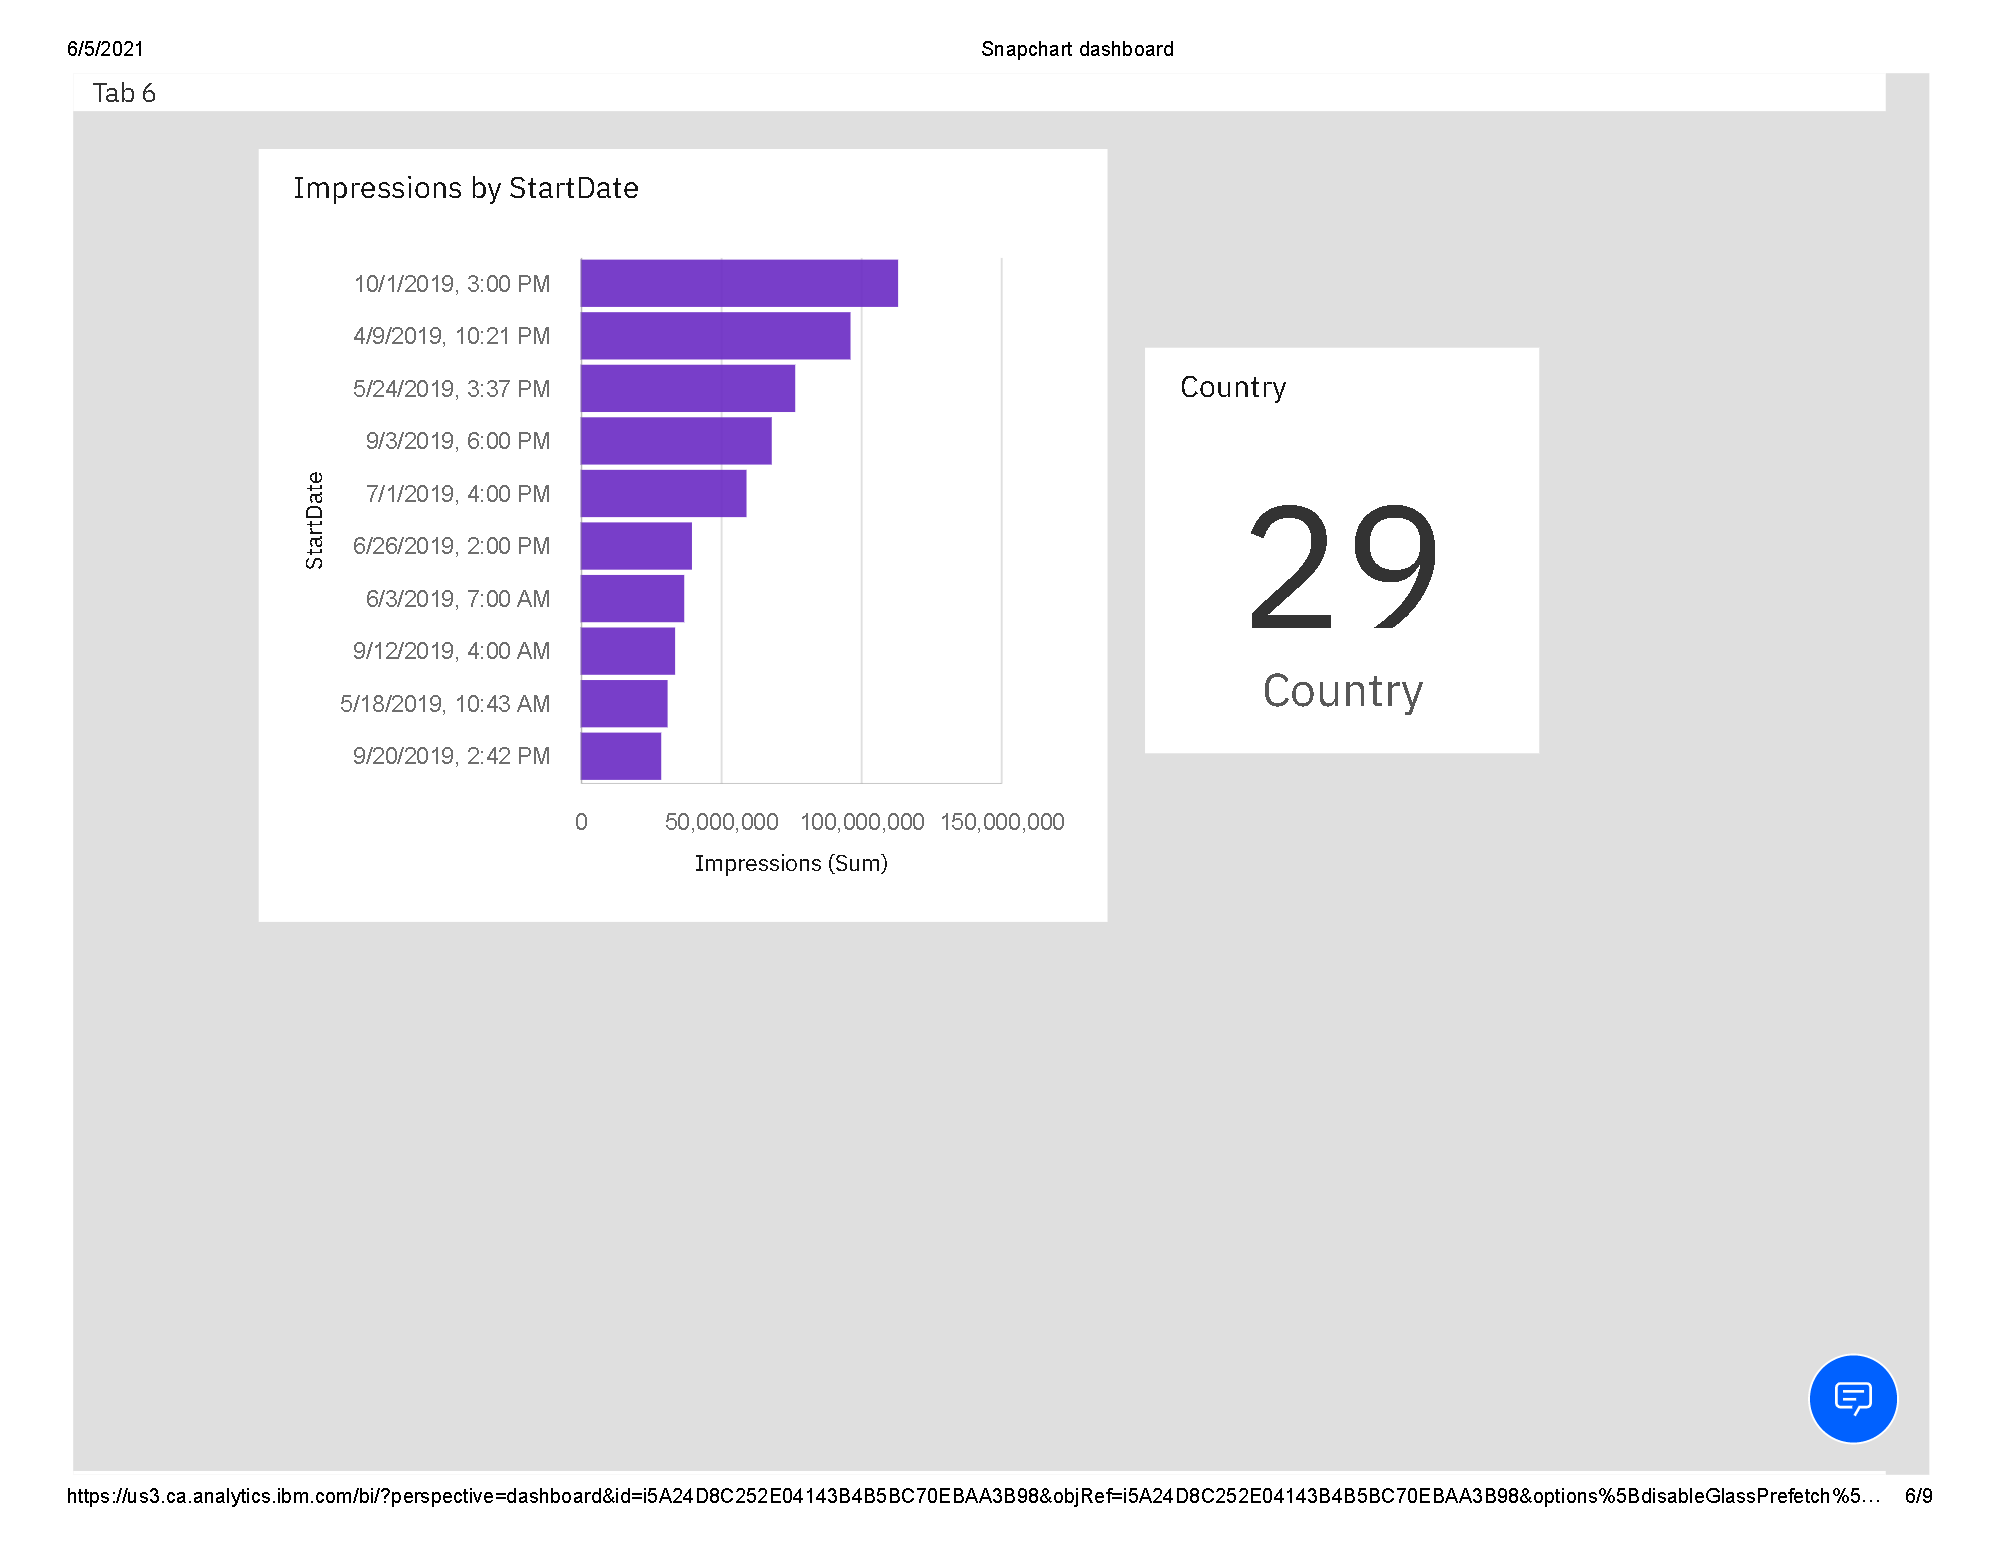 6/5/2021
Snapchart dashboard
Tab 6
Impressions by StartDate
StartDate
10/1/2019, 3:00 PM
4/9/2019, 10:21 PM
5/24/2019, 3:37 PM
9/3/2019, 6:00 PM
7/1/2019, 4:00 PM
6/26/2019, 2:00 PM
6/3/2019, 7:00 AM
9/12/2019, 4:00 AM
5/18/2019, 10:43 AM
9/20/2019, 2:42 PM
0 50,000,000 100,000,000 150,000,000
Impressions (Sum)
Country
29
Country
https://us3.ca.analytics.ibm.com/bi/?perspective=dashboard&id=i5A24D8C252E04143B4B5BC70EBAA3B98&objRef=i5A24D8C252E04143B4B5BC70EBAA3B98&options%5BdisableGlassPrefetch%5… 6/9